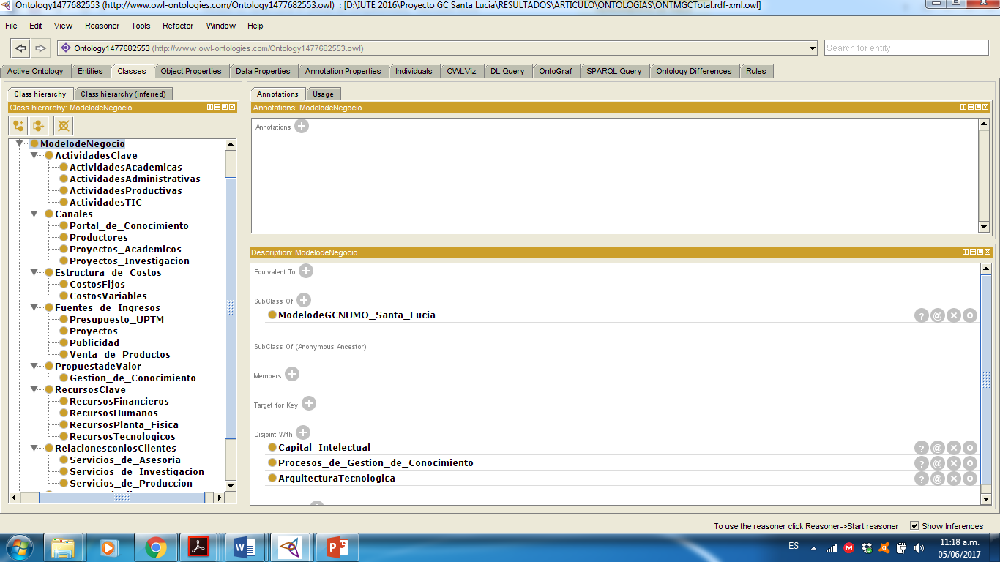 Ontology1477682553 (http://www.owl-ontologies.com/Ontology1477682553.owl) : [D:\IUTE 2016\Proyecto GC Santa Lucia\RESULTADOS\ARTICULO\ONTOLOGIAS\ONTMGCTotal.rdf-xml.owl]
File Edit View Reasoner Tools Refactor Window Help
Ontology1477682553 (http://www.owl-ontologies.com/Ontology1477682553.owl)
Search for entity
Active Ontology Entities Classes Object Properties Data Properties Annotation Properties Individuals OWLViz DL Query OntoGraf SPARQL Query Ontology Differences Rules
Class hierarchy Class hierarchy (inferred)
Class hierarchy: ModelodeNegocio
ModelodeNegocio
ActividadesClave
ActividadesAcademicas
ActividadesAdministrativas
ActividadesProductivas
ActividadesTIC
Canales
Portal_de_Conocimiento
Productores
Proyectos_Academicos
Proyectos_Investigacion
Estructura_de_Costos
CostosFijos
CostosVariables
Fuentes_de_Ingresos
Presupuesto_UPTM
Proyectos
Publicidad
Venta_de_Productos
PropuestadeValor
Gestion_de_Conocimiento
RecursosClave
RecursosFinancieros
RecursosHumanos
RecursosPlanta_Fisica
RecursosTecnologicos
RelacionesconlosClientes
Servicios_de_Asesoria
Servicios_de_Investigacion
Servicios_de_Produccion
Annotations Usage
Annotations: ModelodeNegocio
Annotations
Description: ModelodeNegocio
Equivalent To
SubClass Of
ModelodeGCNUMO_Santa_Lucia
SubClass Of (Anonymous Ancestor)
Members
Target for Key
Disjoint With
Capital_Intelectual
Procesos_de_Gestion_de_Conocimiento
ArquitecturaTecnologica
To use the reasoner click Reasoner->Start reasoner Show Inferences
ES
11:18 a.m.
05/06/2017